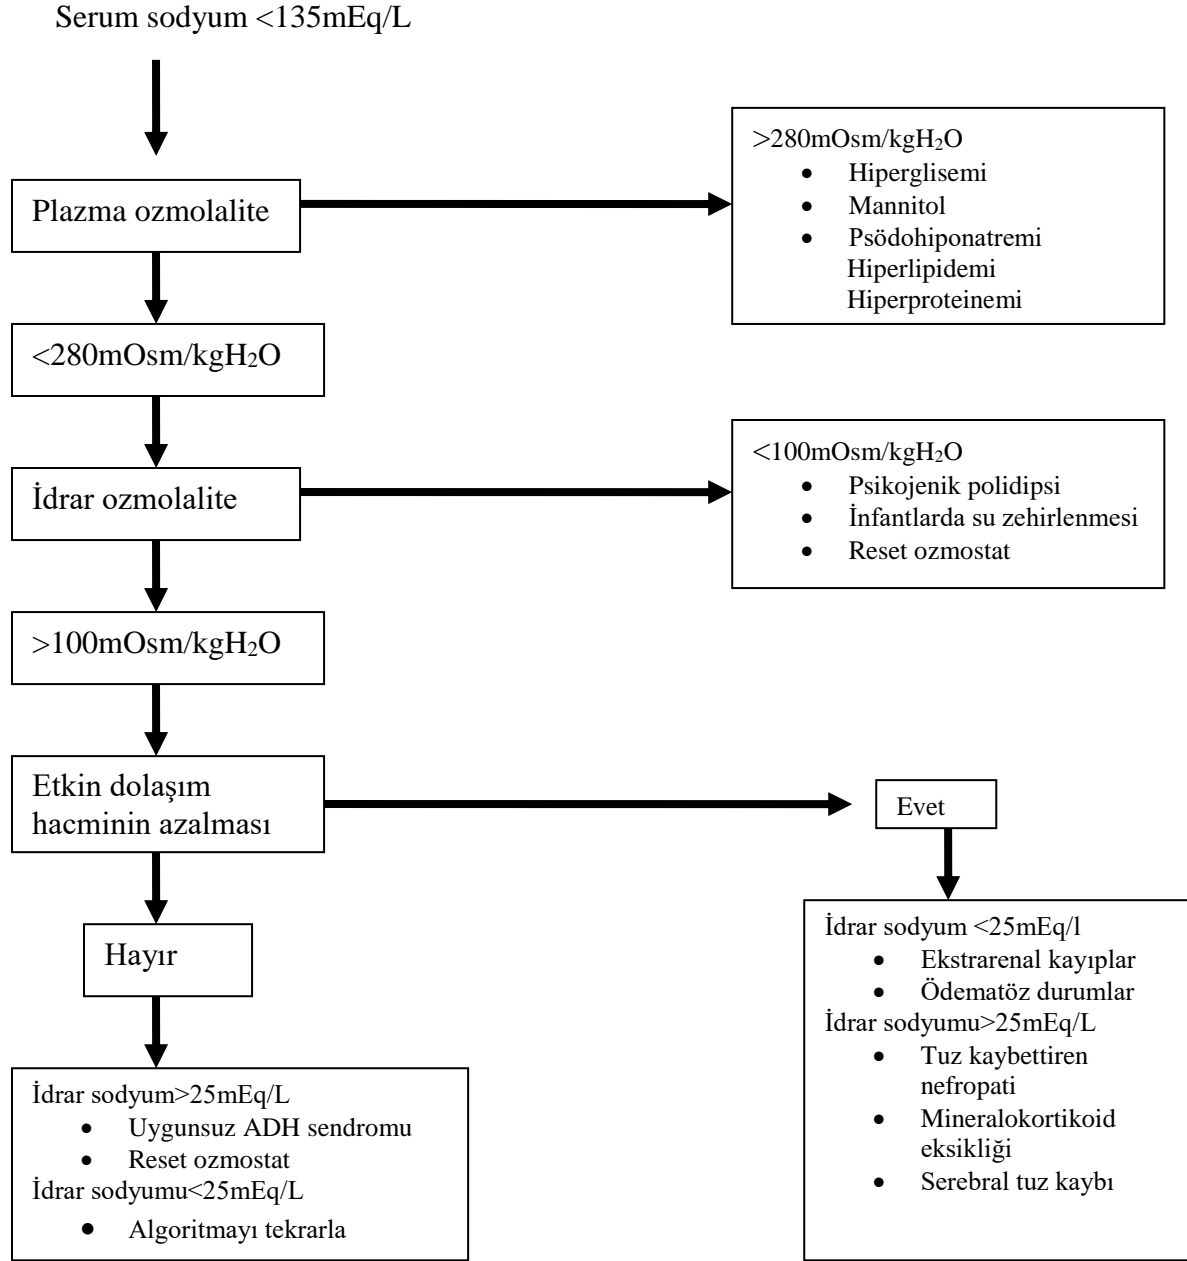 Serum sodyum <135mEq/L
Plazma ozmolalite
>280mOsm/kgH₂O
• Hiperglisemi
• Mannitol
• Psödohiponatremi
Hiperlipidemi
Hiperproteinemi
<280mOsm/kgH₂O
İdrar ozmolalite
<100mOsm/kgH₂O
• Psikojenik polidipsi
• İnfantlarda su zehirlenmesi
• Reset ozmostat
>100mOsm/kgH₂O
Etkin dolaşım
hacminin azalması
Evet
İdrar sodyum <25mEq/l
• Ekstrarenal kayıplar
• Ödematöz durumlar
İdrar sodyumu>25mEq/L
• Tuz kaybettiren
nefropati
• Mineralokortikoid
eksikliği
• Serebral tuz kaybı
Hayır
İdrar sodyum>25mEq/L
• Uygunsuz ADH sendromu
• Reset ozmostat
İdrar sodyumu<25mEq/L
• Algoritmayı tekrarla